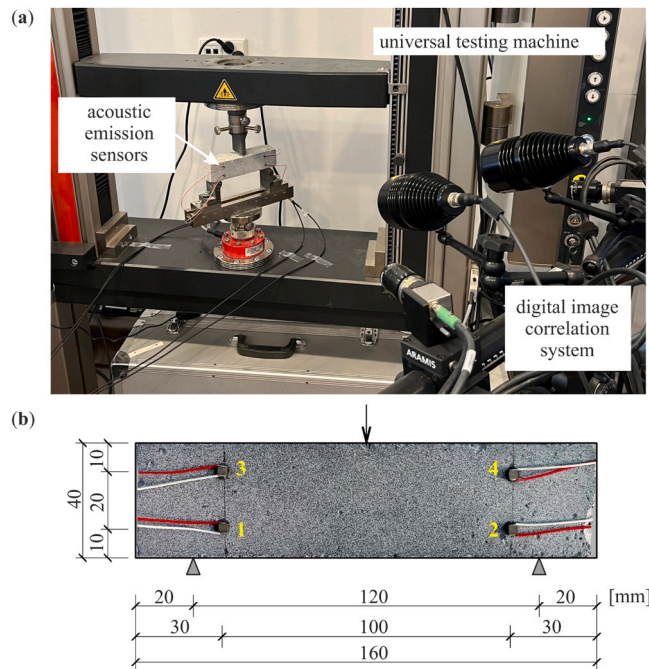 (a)
universal testing machine
acoustic
emission
sensors
digital image
correlation
system
ARAMIS
(b)
3
4
1
2
10
20
10
40
20
120
20
[mm]
30
100
30
160